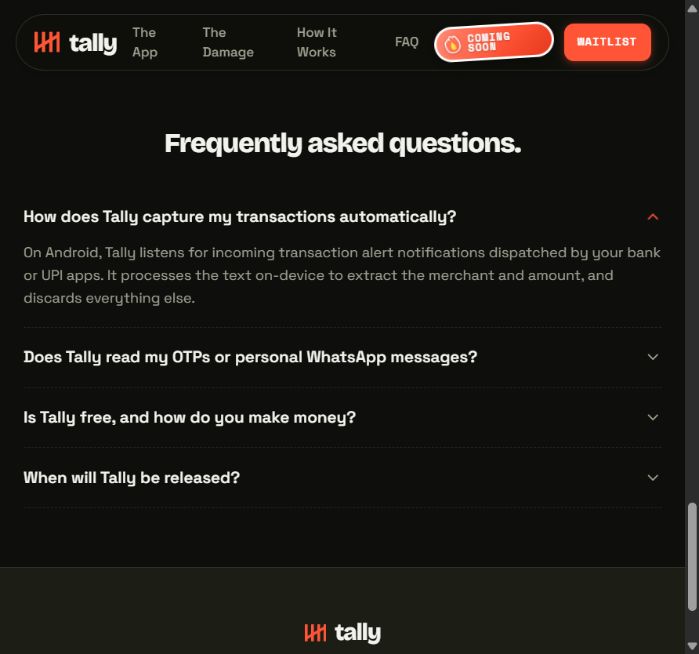 tally
The App
The Damage
How It Works
FAQ
COMING SOON
WAITLIST
Frequently asked questions.
How does Tally capture my transactions automatically?
On Android, Tally listens for incoming transaction alert notifications dispatched by your bank
or UPI apps. It processes the text on-device to extract the merchant and amount, and
discards everything else.
Does Tally read my OTPs or personal WhatsApp messages?
Is Tally free, and how do you make money?
When will Tally be released?
tally